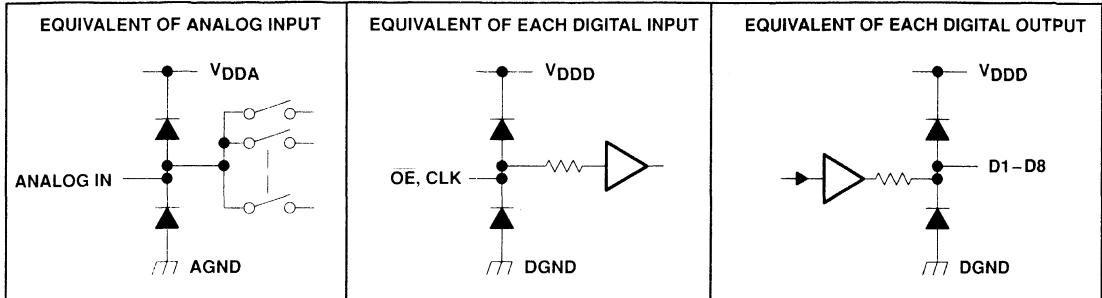 EQUIVALENT OF ANALOG INPUT
VDDA
ANALOG IN
AGND
EQUIVALENT OF EACH DIGITAL INPUT
VDDD
O̅E̅, CLK
DGND
EQUIVALENT OF EACH DIGITAL OUTPUT
VDDD
D1–D8
DGND